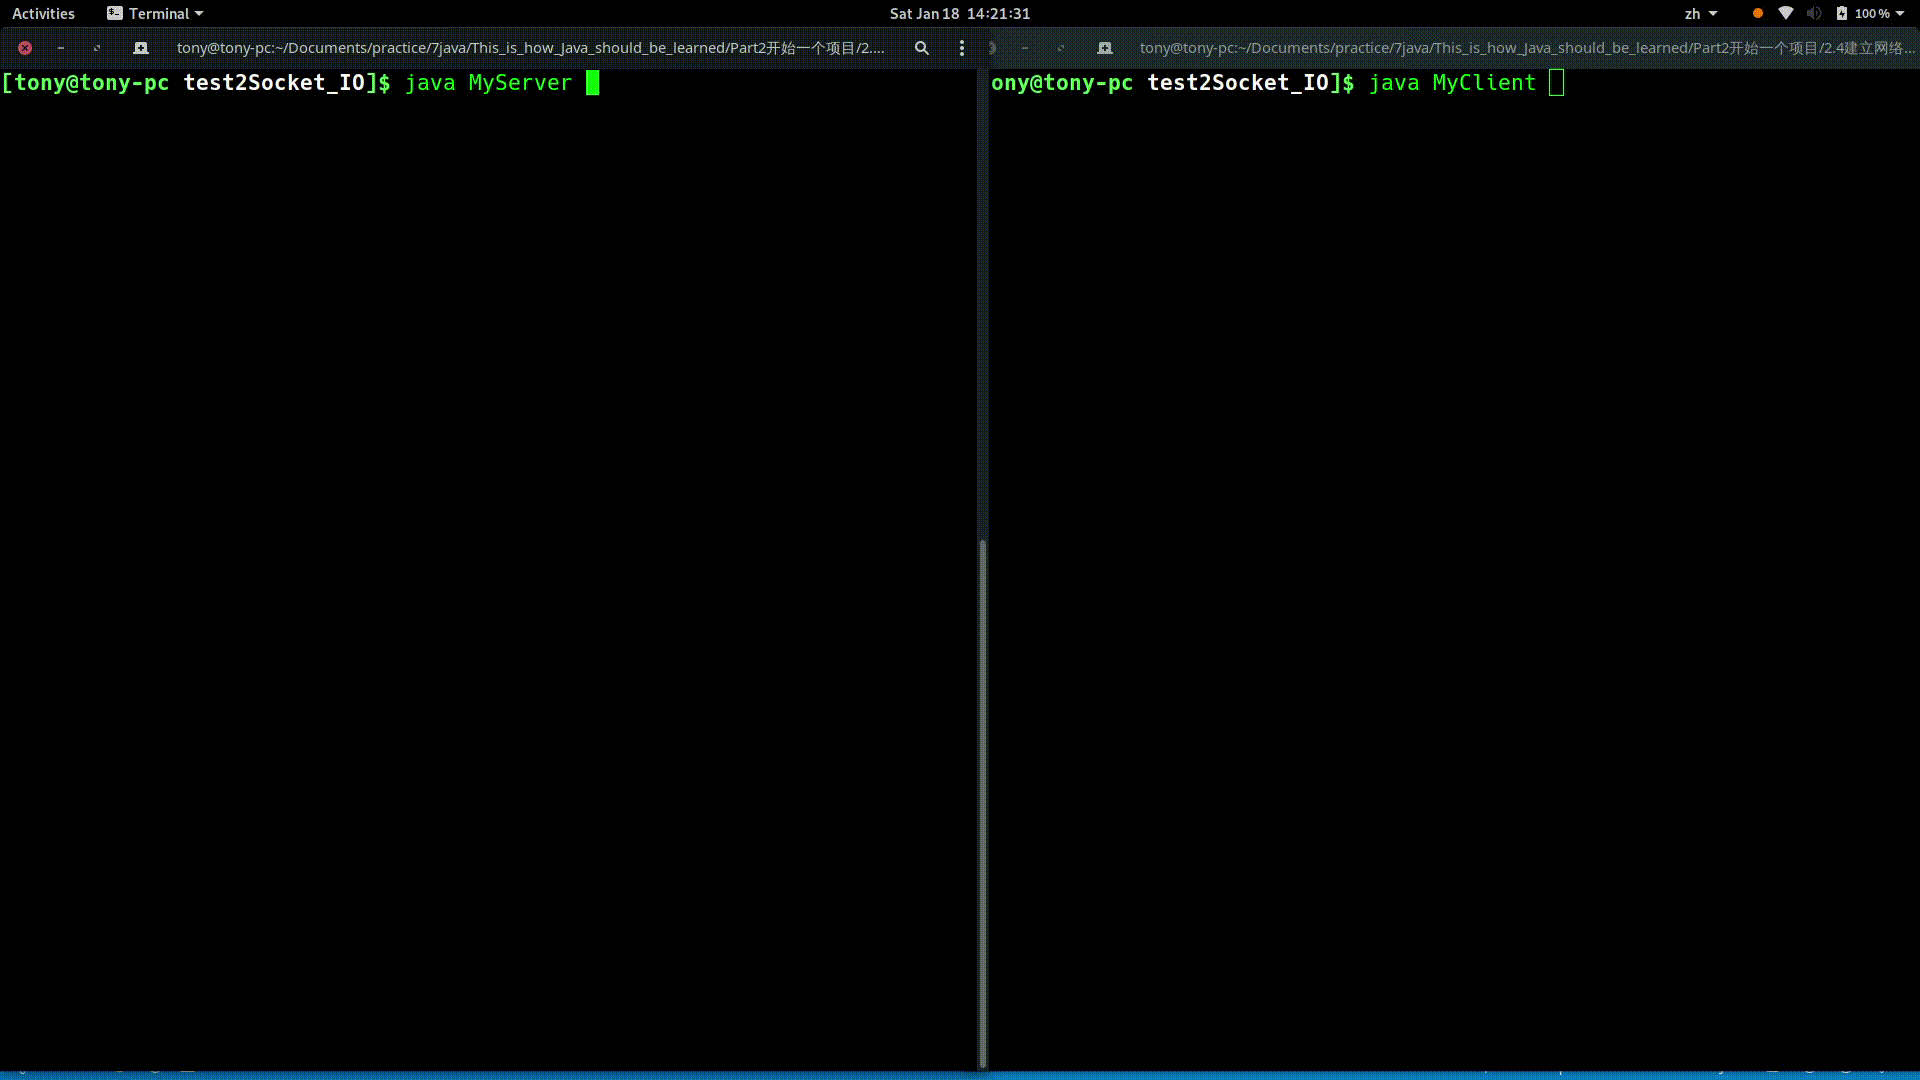 Activities Terminal Sat Jan 18 14:21:31 zh 100 %
tony@tony-pc:~/Documents/practice/7java/This_is_how_Java_should_be_learned/Part2开始一个项目/2.…
tony@tony-pc:~/Documents/practice/7java/This_is_how_Java_should_be_learned/Part2开始一个项目/2.4建立网络…
[tony@tony-pc test2Socket_IO]$ java MyServer
ony@tony-pc test2Socket_IO]$ java MyClient